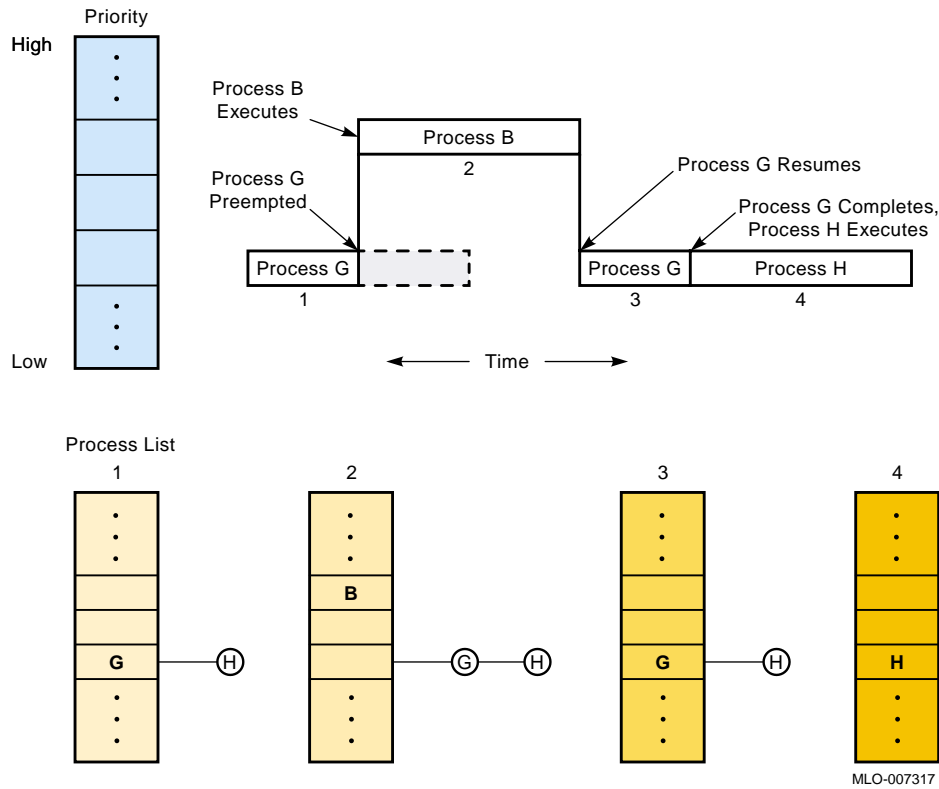 Priority
High
Low
Process B
Executes
Process B
2
Process G
Preempted
Process G Resumes
Process G Completes,
Process H Executes
Process G
1
Process G
3
Process H
4
Time
Process List
1
2
3
4
G
H
B
G
H
G
H
H
MLO-007317